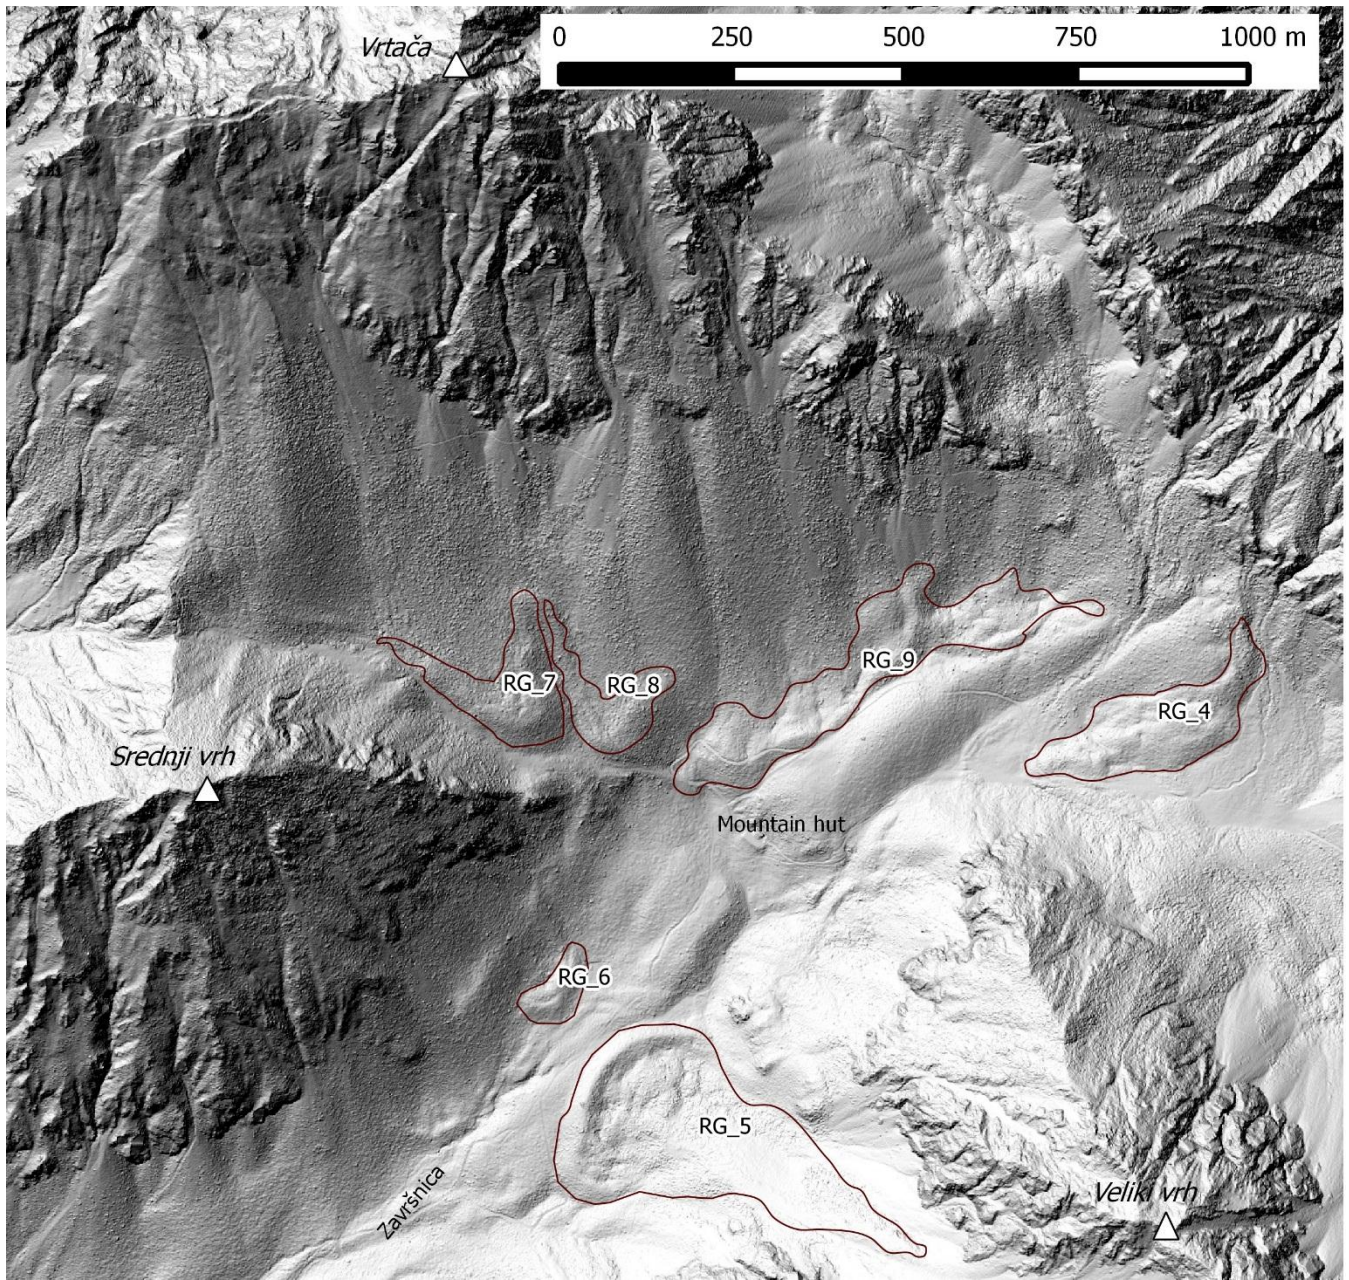 Vrtača
0 250 500 750 1000 m
RG_9
RG_7
RG_8
RG_4
Srednji vrh
Mountain hut
RG_6
RG_5
Završnica
Veliki vrh